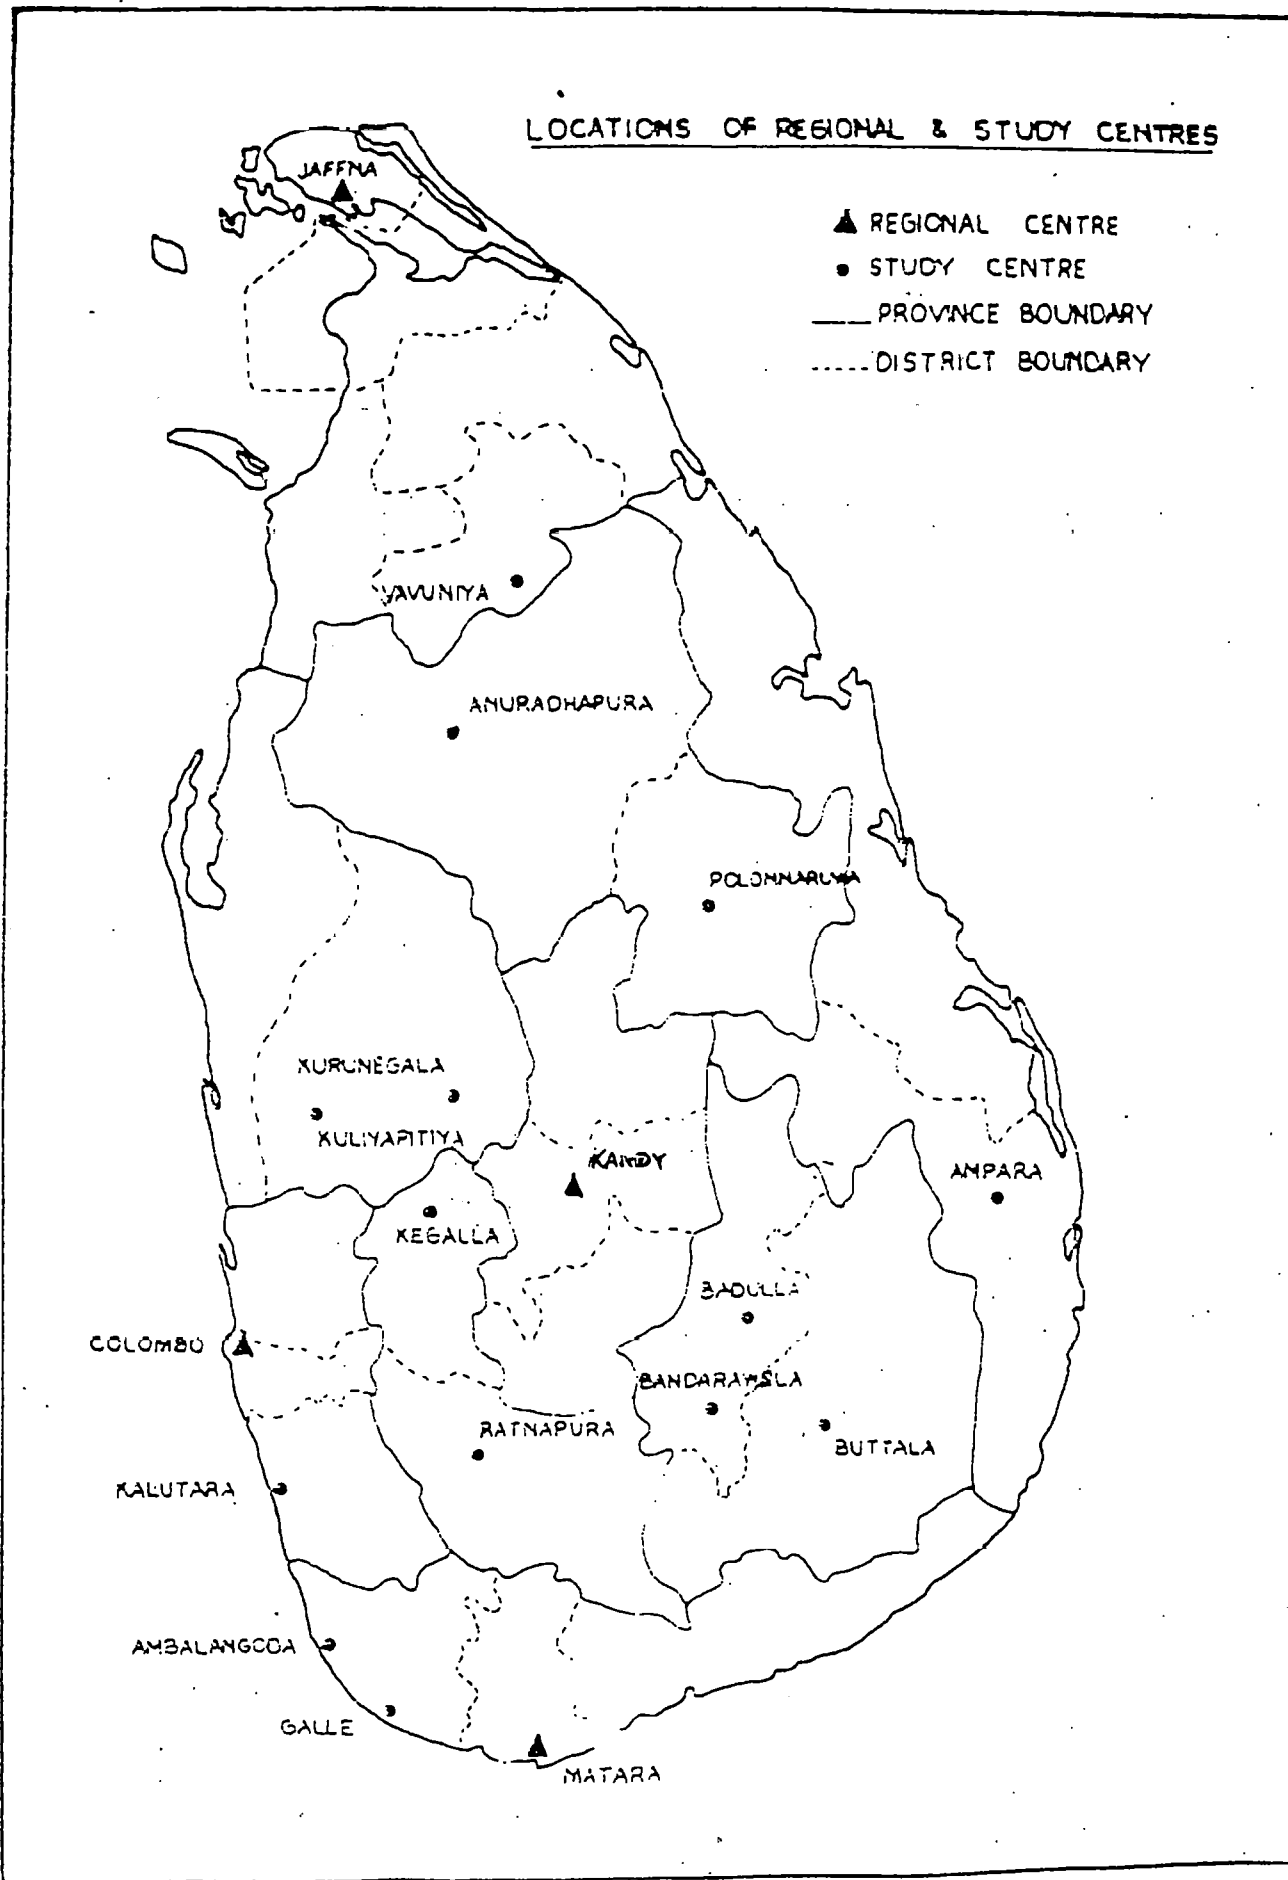 LOCATIONS OF REGIONAL & STUDY CENTRES
JAFFNA
REGIONAL CENTRE
STUDY CENTRE
PROVINCE BOUNDARY
DISTRICT BOUNDARY
VAVUNIYA
ANURADHAPURA
POLONNARUWA
KURUNEGALA
KULIYAPITIYA
KANDY
AMPARA
KEGALLA
BADULLA
COLOMBO
BANDARAWELA
RATNAPURA
BUTTALA
KALUTARA
AMBALANGODA
GALLE
MATARA